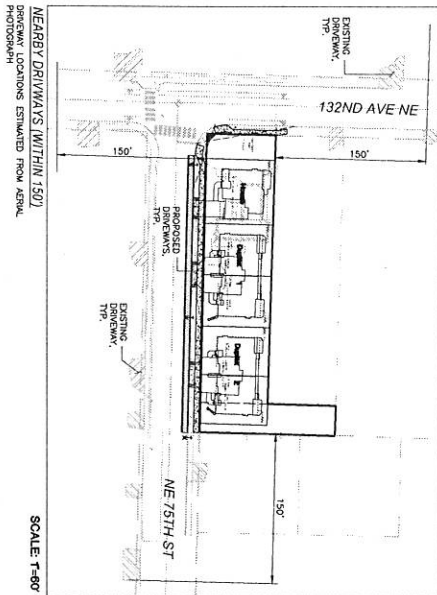 EXISTING
DRIVEWAY,
TYP.
132ND AVE NE
150'
150'
PROPOSED
DRIVEWAYS,
TYP.
EXISTING
DRIVEWAY,
TYP.
NE 75TH ST
150'
NEARBY DRIVWAYS (WITHIN 150')
DRIVEWAY LOCATIONS ESTIMATED FROM AERIAL
PHOTOGRAPH
SCALE: 1"=60'